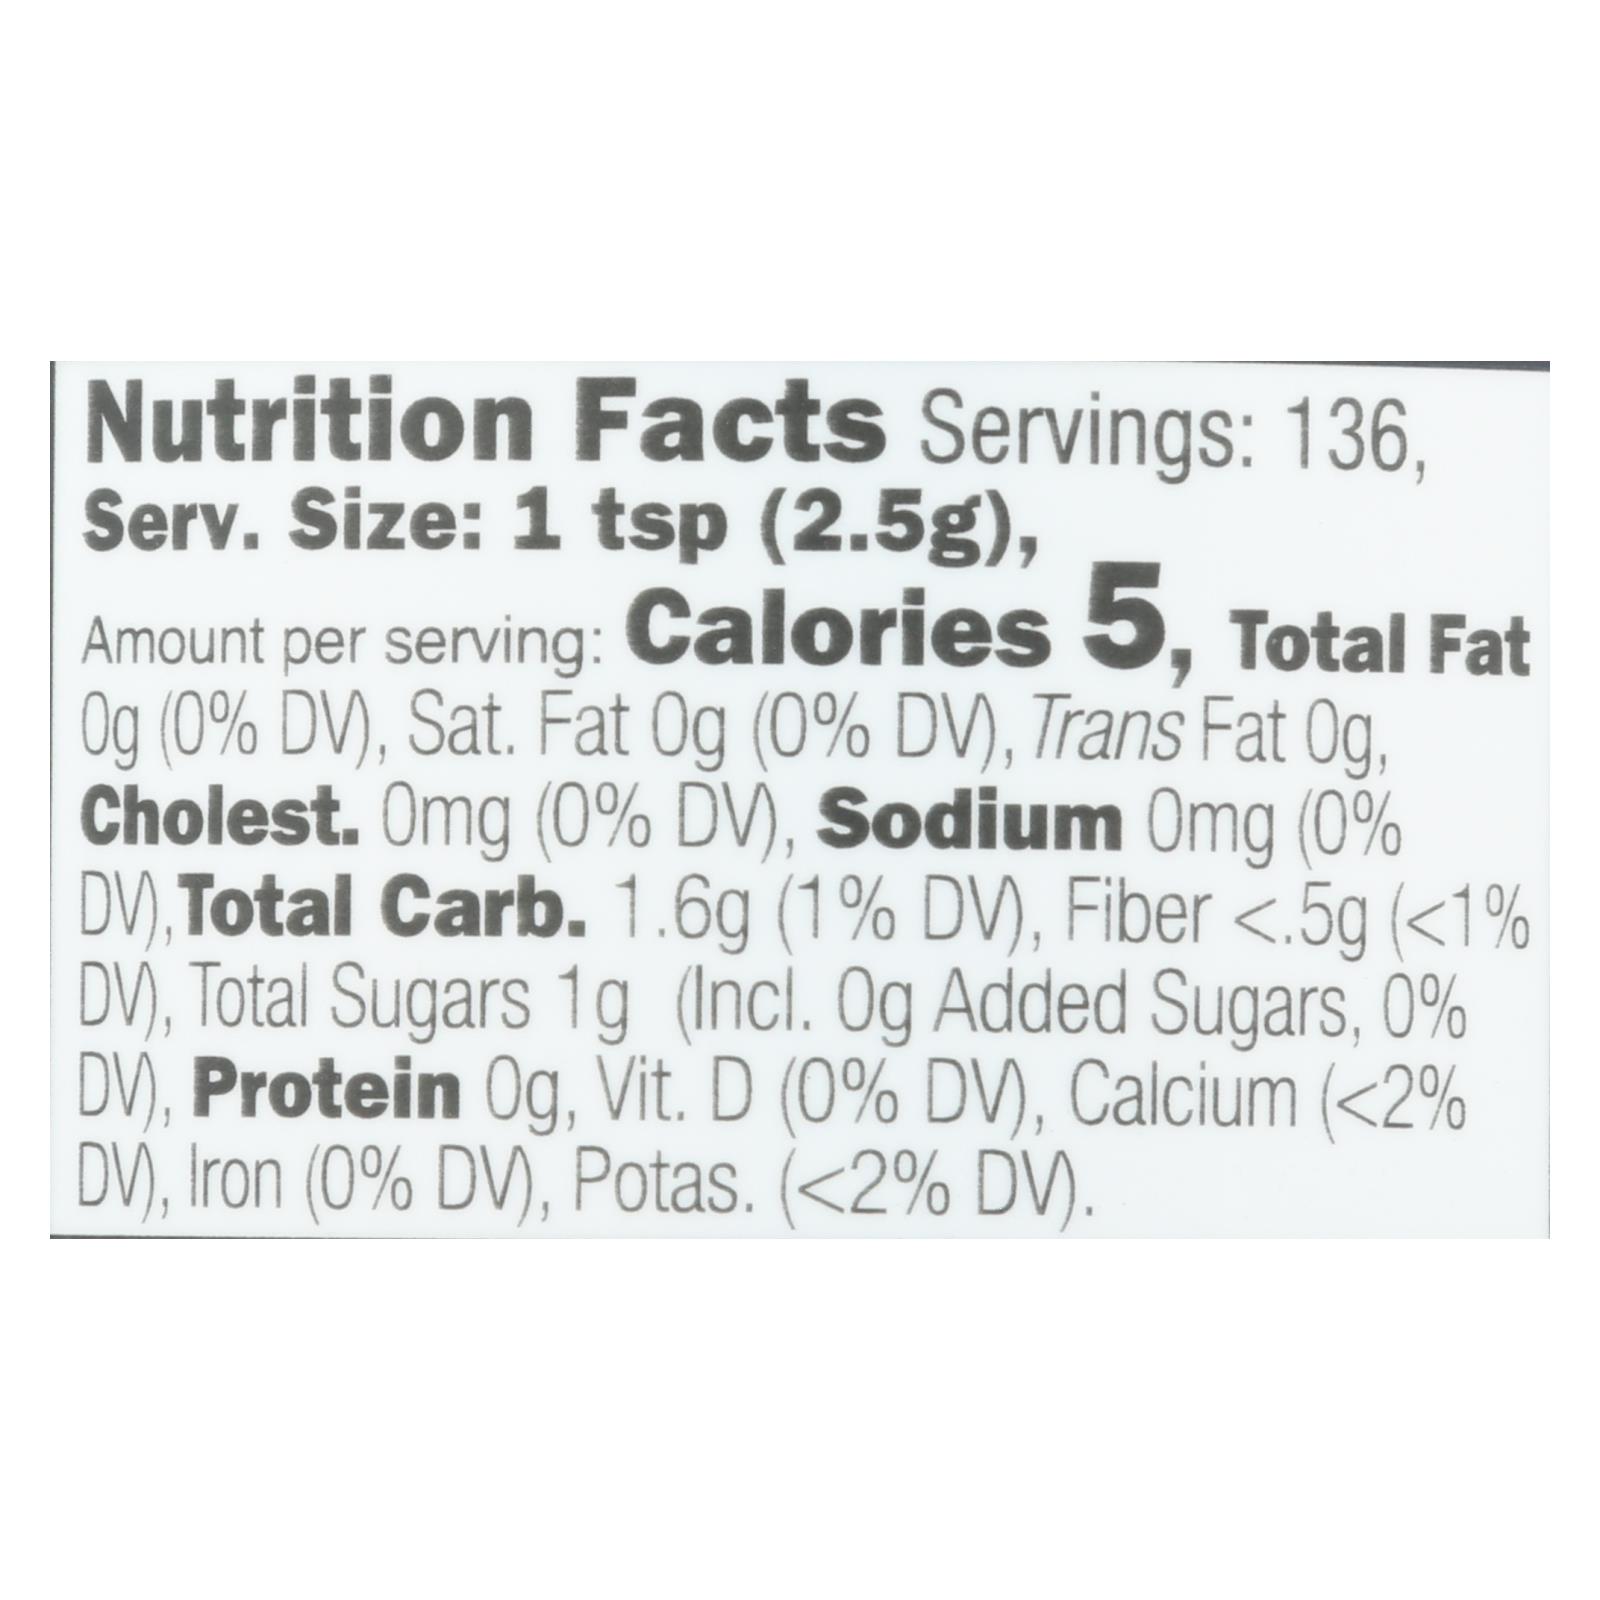 Nutrition Facts Servings: 136,
Serv. Size: 1 tsp (2.5g),
Amount per serving: Calories 5, Total Fat
0g (0% DV), Sat. Fat 0g (0% DV), Trans Fat 0g,
Cholest. 0mg (0% DV), Sodium 0mg (0%
DV), Total Carb. 1.6g (1% DV), Fiber <.5g (<1%
DV), Total Sugars 1g (Incl. 0g Added Sugars, 0%
DV), Protein 0g, Vit. D (0% DV), Calcium (<2%
DV), Iron (0% DV), Potas. (<2% DV).